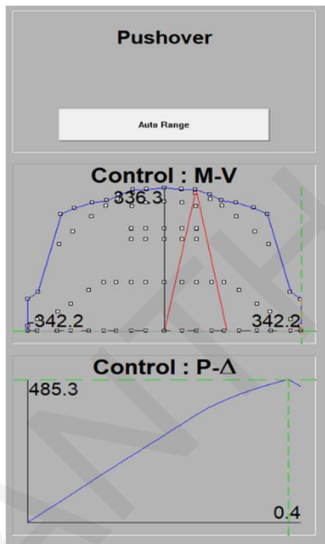 Pushover
Auto Range
Control : M-V
336.3
-342.2
342.2
Control : P-Δ
485.3
0.4